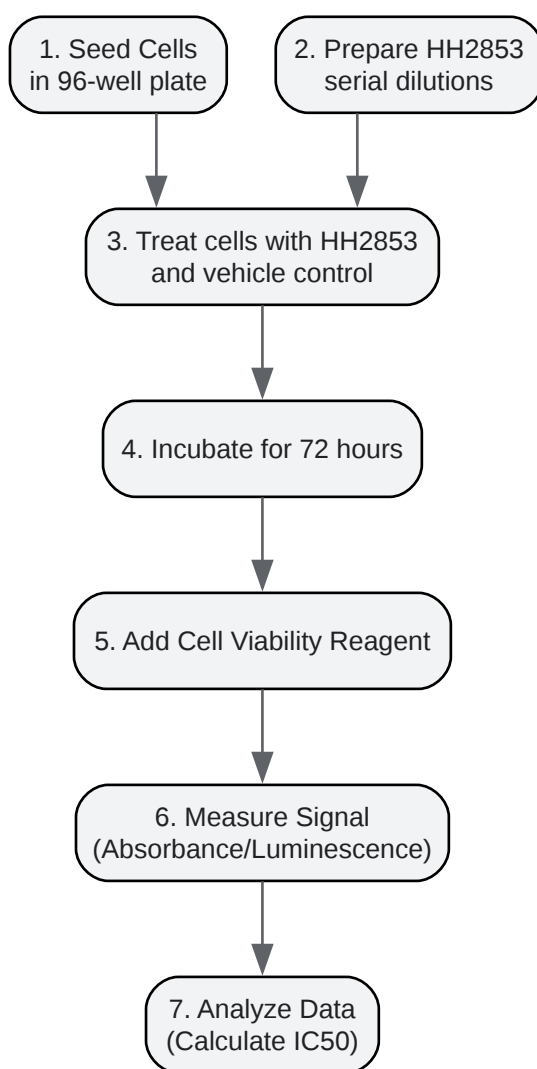 1. Seed Cells
in 96-well plate
2. Prepare HH2853
serial dilutions
3. Treat cells with HH2853
and vehicle control
4. Incubate for 72 hours
5. Add Cell Viability Reagent
6. Measure Signal
(Absorbance/Luminescence)
7. Analyze Data
(Calculate IC50)